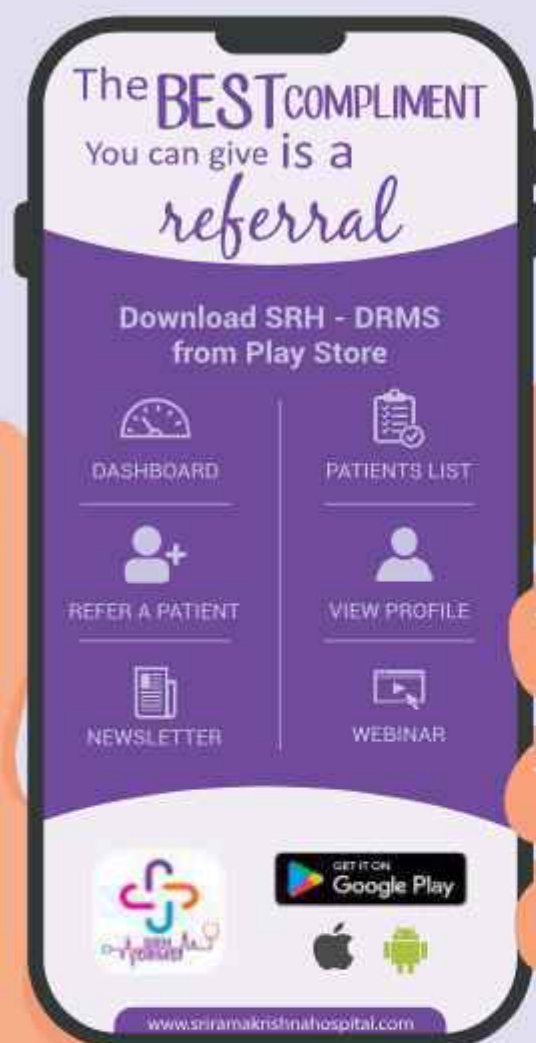 The BEST COMPLIMENT
You can give is a
referral
Download SRH - DRMS
from Play Store
DASHBOARD
PATIENTS LIST
REFER A PATIENT
VIEW PROFILE
NEWSLETTER
WEBINAR
GET IT ON
Google Play
SRH
www.sriramakrishnahospital.com